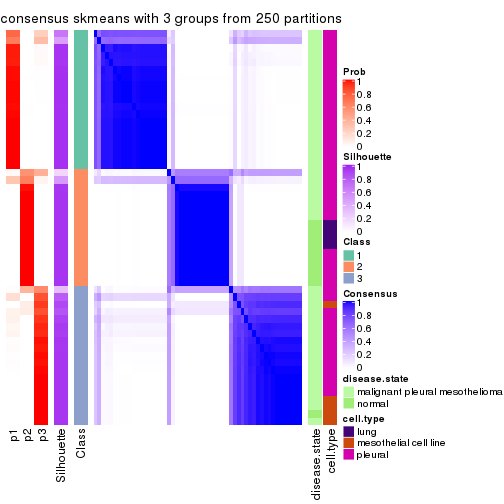 consensus skmeans with 3 groups from 250 partitions
Prob
1
0.8
0.6
0.4
0.2
0
Silhouette
1
0.8
0.6
0.4
0.2
0
Class
1
2
3
Consensus
1
0.8
0.6
0.4
0.2
0
disease.state
malignant pleural mesothelioma
normal
cell.type
lung
mesothelial cell line
pleural
p1
p2
p3
Silhouette
Class
disease.state
cell.type